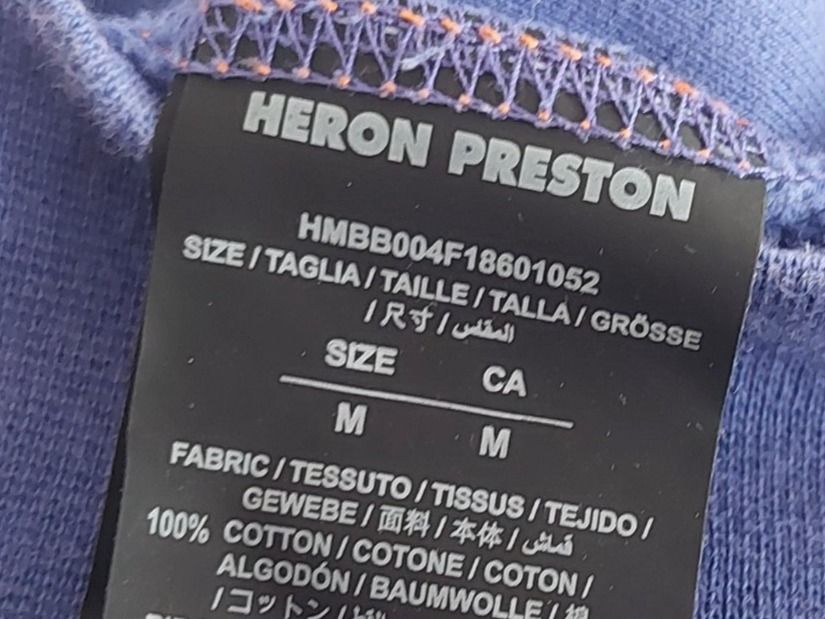 HERON PRESTON
HMBB004F18601052
SIZE / TAGLIA / TAILLE / TALLA / GRÖSSE
/ 尺寸 / المقاس
SIZE CA
M M
FABRIC / TESSUTO / TISSUS / TEJIDO /
GEWEBE / 面料 / 本体 / قماش
100% COTTON / COTONE / COTON /
ALGODÓN / BAUMWOLLE / 棉
/ コットン /